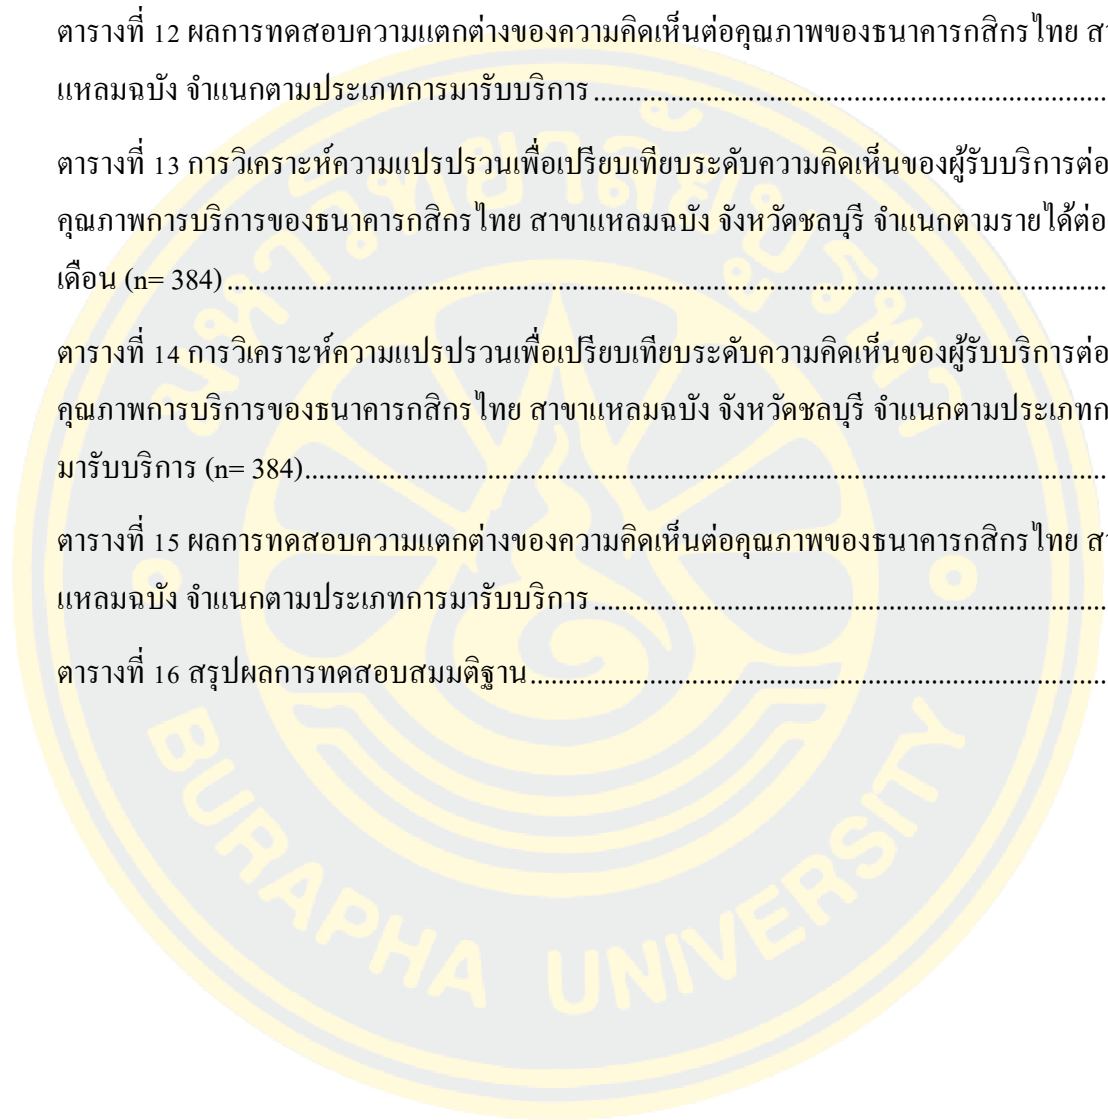 ตารางที่ 12 ผลการทดสอบความแตกต่างของความคิดเห็นต่อคุณภาพของธนาคารกสิกรไทย
แหลมฉบัง จำแนกตามประเภทการมารับบริการ
ตารางที่ 13 การวิเคราะห์ความแปรปรวนเพื่อเปรียบเทียบระดับความคิดเห็นของผู้รับบริการต่อ
คุณภาพการบริการของธนาคารกสิกรไทย สาขาแหลมฉบัง จังหวัดชลบุรี จำแนกตามรายได้ต่อ
เดือน (n= 384)
ตารางที่ 14 การวิเคราะห์ความแปรปรวนเพื่อเปรียบเทียบระดับความคิดเห็นของผู้รับบริการต่อ
คุณภาพการบริการของธนาคารกสิกรไทย สาขาแหลมฉบัง จังหวัดชลบุรี จำแนกตามประเภทก
มารับบริการ (n= 384)
ตารางที่ 15 ผลการทดสอบความแตกต่างของความคิดเห็นต่อคุณภาพของธนาคารกสิกรไทย
แหลมฉบัง จำแนกตามประเภทการมารับบริการ
ตารางที่ 16 สรุปผลการทดสอบสมมติฐาน
มหาวิทยาลัยบูรพา
BURAPHA UNIVERSITY